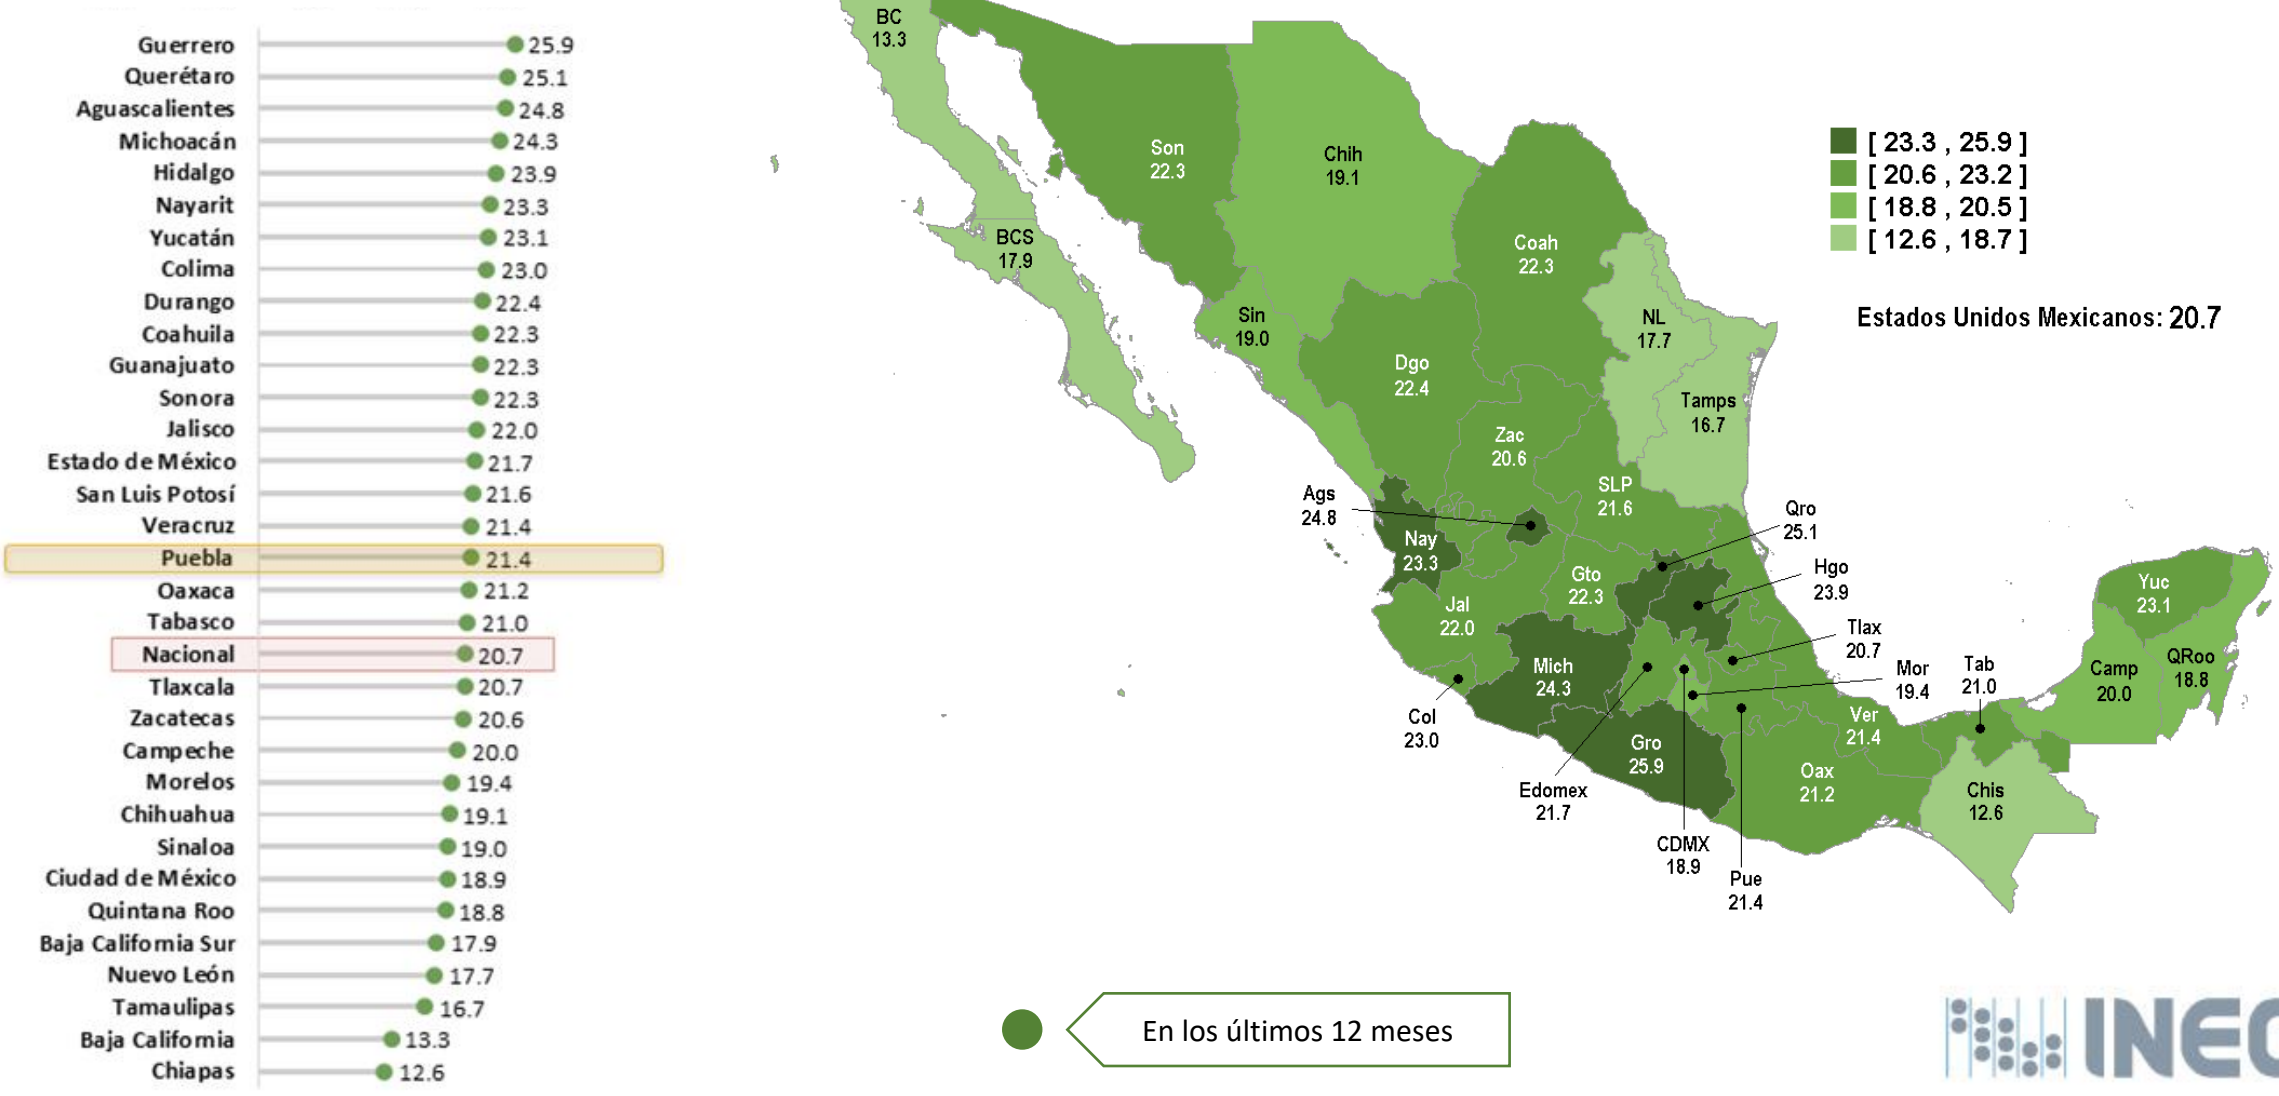 Guerrero 25.9
Querétaro 25.1
Aguascalientes 24.8
Michoacán 24.3
Hidalgo 23.9
Nayarit 23.3
Yucatán 23.1
Colima 23.0
Durango 22.4
Coahuila 22.3
Guanajuato 22.3
Sonora 22.3
Jalisco 22.0
Estado de México 21.7
San Luis Potosí 21.6
Veracruz 21.4
Puebla 21.4
Oaxaca 21.2
Tabasco 21.0
Nacional 20.7
Tlaxcala 20.7
Zacatecas 20.6
Campeche 20.0
Morelos 19.4
Chihuahua 19.1
Sinaloa 19.0
Ciudad de México 18.9
Quintana Roo 18.8
Baja California Sur 17.9
Nuevo León 17.7
Tamaulipas 16.7
Baja California 13.3
Chiapas 12.6
BC
13.3
Son
22.3
Chih
19.1
BCS
17.9
Coah
22.3
Sin
19.0
NL
17.7
Dgo
22.4
Tamps
16.7
Zac
20.6
SLP
21.6
Ags
24.8
Qro
25.1
Nay
23.3
Gto
22.3
Hgo
23.9
Jal
22.0
Tlax
20.7
Mich
24.3
Mor
19.4
Tab
21.0
Yuc
23.1
Camp
20.0
QRoo
18.8
Col
23.0
Ver
21.4
Gro
25.9
Oax
21.2
Edomex
21.7
Chis
12.6
CDMX
18.9
Pue
21.4
[ 23.3 , 25.9 ]
[ 20.6 , 23.2 ]
[ 18.8 , 20.5 ]
[ 12.6 , 18.7 ]
Estados Unidos Mexicanos: 20.7
En los últimos 12 meses
INEG